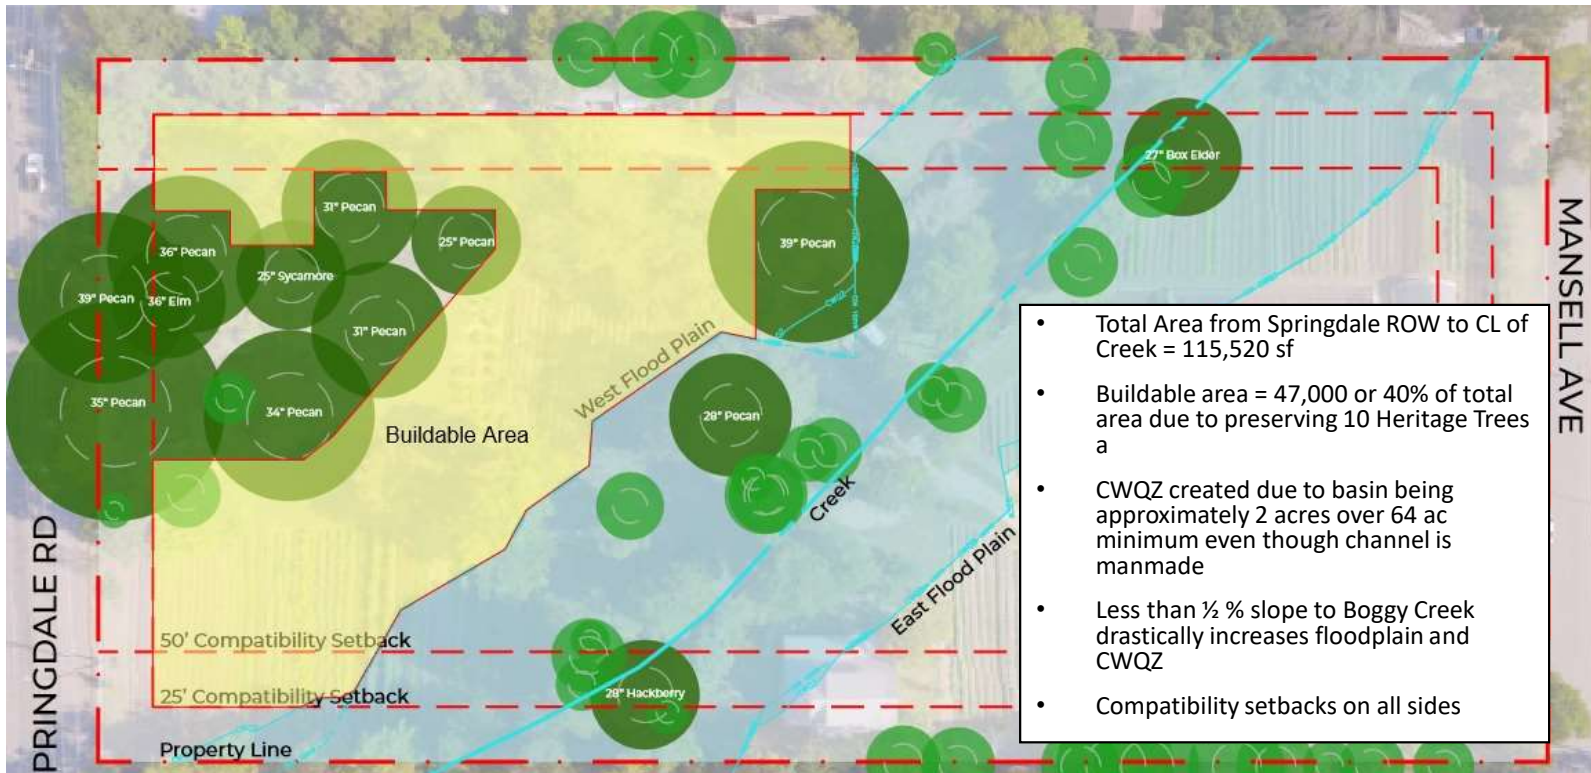 27" Box Elder
31" Pecan
25" Pecan
39" Pecan
36" Pecan
25" Sycamore
39" Pecan
36" Elm
31" Pecan
35" Pecan
34" Pecan
28" Pecan
28" Hackberry
West Flood Plain
Buildable Area
Creek
East Flood Plain
50' Compatibility Setback
25' Compatibility Setback
Property Line
PRINGDALE RD
MANSELL AVE
• Total Area from Springdale ROW to CL of
Creek = 115,520 sf
• Buildable area = 47,000 or 40% of total
area due to preserving 10 Heritage Trees
a
• CWQZ created due to basin being
approximately 2 acres over 64 ac
minimum even though channel is
manmade
• Less than ½ % slope to Boggy Creek
drastically increases floodplain and
CWQZ
• Compatibility setbacks on all sides